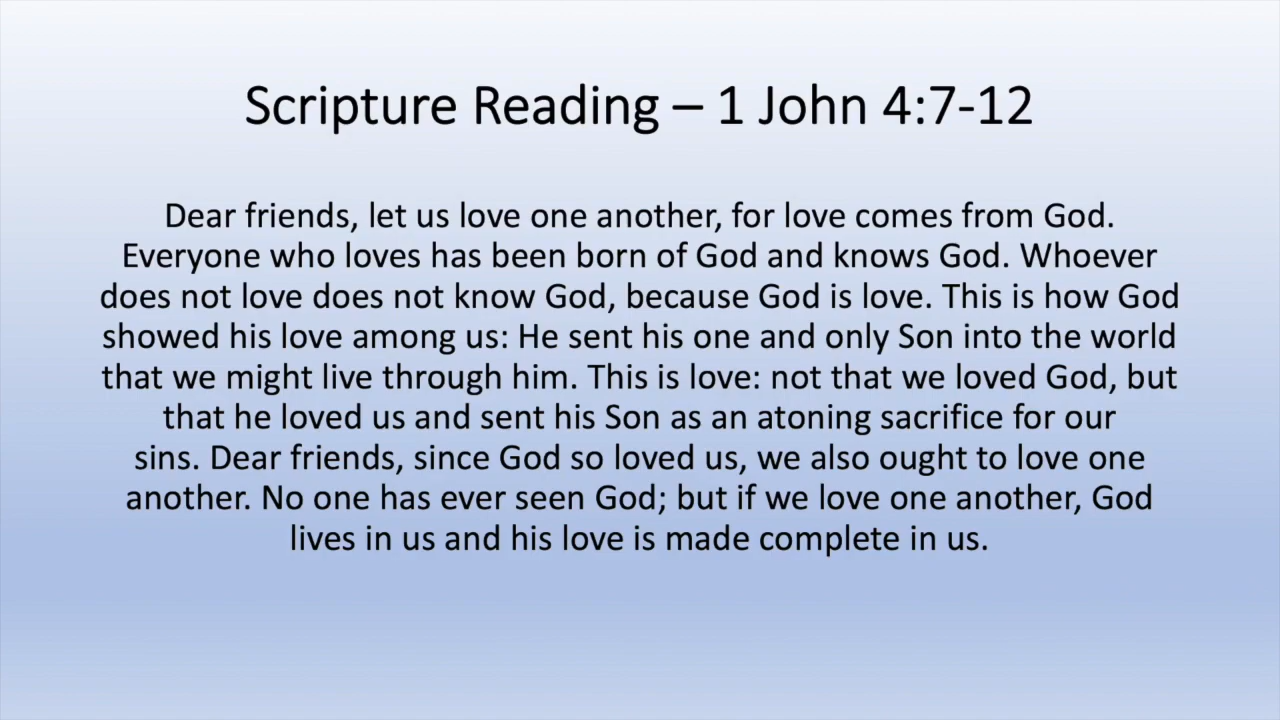 Scripture Reading – 1 John 4:7-12
Dear friends, let us love one another, for love comes from God.
Everyone who loves has been born of God and knows God. Whoever
does not love does not know God, because God is love. This is how God
showed his love among us: He sent his one and only Son into the world
that we might live through him. This is love: not that we loved God, but
that he loved us and sent his Son as an atoning sacrifice for our
sins. Dear friends, since God so loved us, we also ought to love one
another. No one has ever seen God; but if we love one another, God
lives in us and his love is made complete in us.